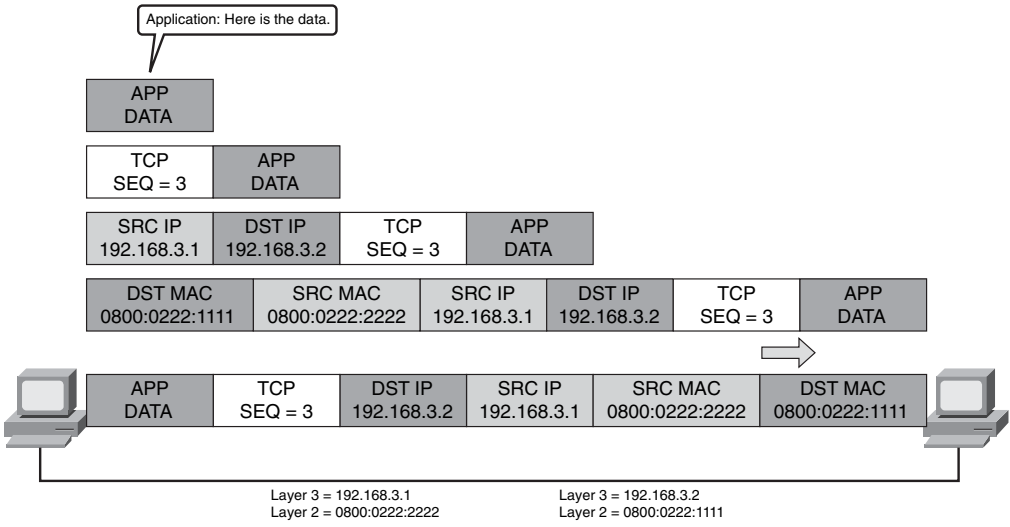 Application: Here is the data.
APP
DATA
TCP
SEQ = 3
APP
DATA
SRC IP
192.168.3.1
DST IP
192.168.3.2
TCP
SEQ = 3
APP
DATA
DST MAC
0800:0222:1111
SRC MAC
0800:0222:2222
SRC IP
192.168.3.1
DST IP
192.168.3.2
TCP
SEQ = 3
APP
DATA
APP
DATA
TCP
SEQ = 3
DST IP
192.168.3.2
SRC IP
192.168.3.1
SRC MAC
0800:0222:2222
DST MAC
0800:0222:1111
Layer 3 = 192.168.3.1
Layer 2 = 0800:0222:2222
Layer 3 = 192.168.3.2
Layer 2 = 0800:0222:1111